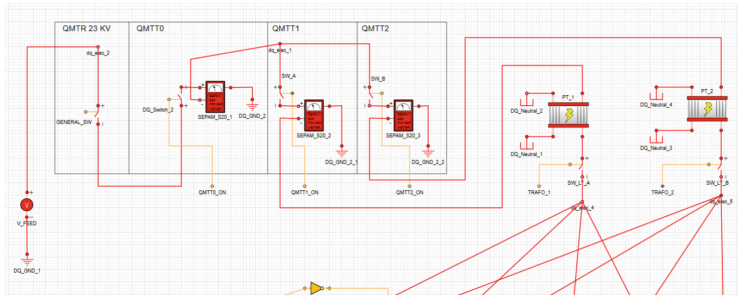 QMTR 23 KV
QMTT0
QMTT1
QMTT2
dq_elec_2
dq_elec_1
SW_A
SW_B
PT_1
PT_2
DQ_Switch_2
GENERAL_SW
SEPAM_S20_1
DQ_GND_2
SEPAM_S20_2
SEPAM_S20_3
DQ_GND_2_1
DQ_GND_2_2
DQ_Neutral_2
DQ_Neutral_4
DQ_Neutral_1
DQ_Neutral_3
QMTT0_ON
QMTT1_ON
QMTT2_ON
TRAFO_1
SW_LT_A
TRAFO_2
SW_LT_B
dq_elec_4
dq_elec_5
V
V_FEED
DQ_GND_1